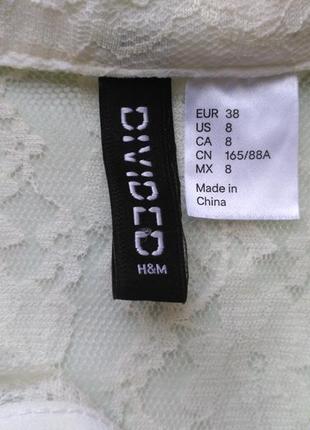 DIVIDED
H&M
EUR 38
US 8
CA 8
CN 165/88A
MX 8
Made in
China